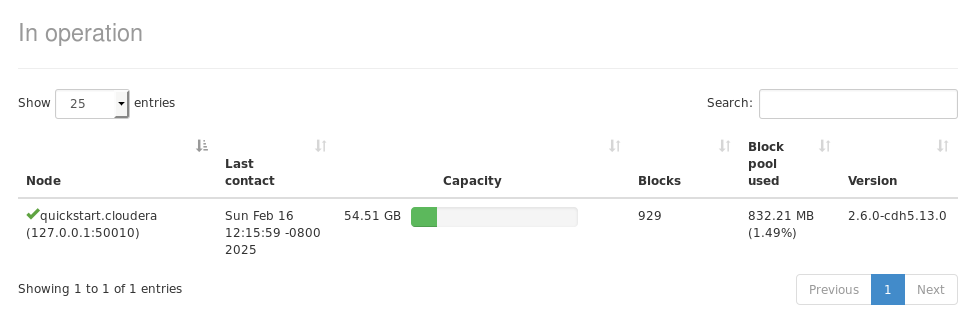 In operation
Show 25 entries
Search:
Node
Last
contact
Capacity
Blocks
Block
pool
used
Version
quickstart.cloudera
(127.0.0.1:50010)
Sun Feb 16
12:15:59 -0800
2025
54.51 GB
929
832.21 MB
(1.49%)
2.6.0-cdh5.13.0
Showing 1 to 1 of 1 entries
Previous 1 Next